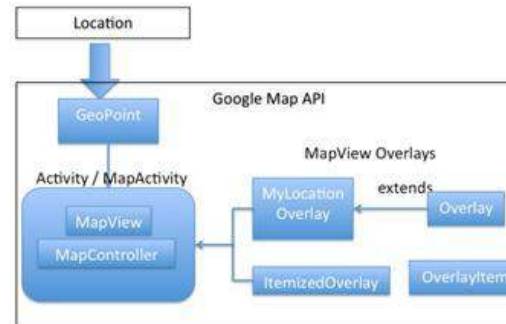 Location
Google Map API
GeoPoint
MapView Overlays
Activity / MapActivity
MyLocation
Overlay
extends
Overlay
MapView
MapController
ItemizedOverlay
OverlayItem